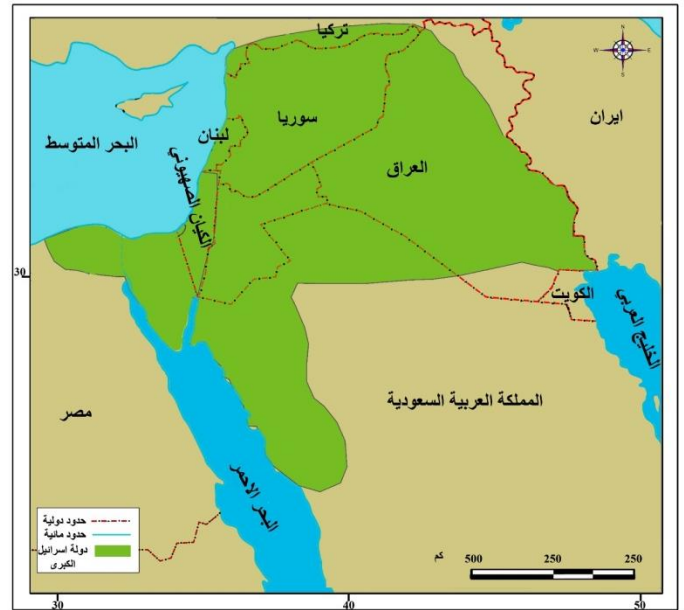 تركيا
N
W E
S
سوريا
ايران
لبنان
البحر المتوسط
العراق
الكيان الصهيوني
30
الكويت
الخليج العربي
المملكة العربية السعودية
مصر
البحر الاحمر
حدود دولية
حدود مائية
دولة اسرائيل
الكبرى
كم
500 250 250
30 40 50